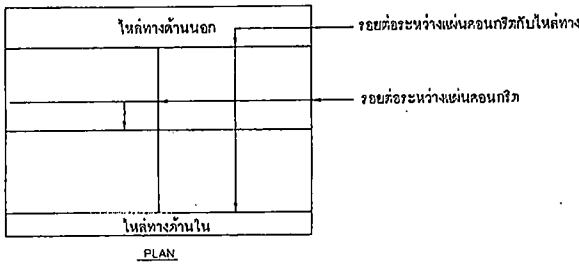 ไหล่ทางด้านนอก
รอยต่อระหว่างแผ่นคอนกรีตกับไหล่ทาง
รอยต่อระหว่างแผ่นคอนกรีต
ไหล่ทางด้านใน
PLAN